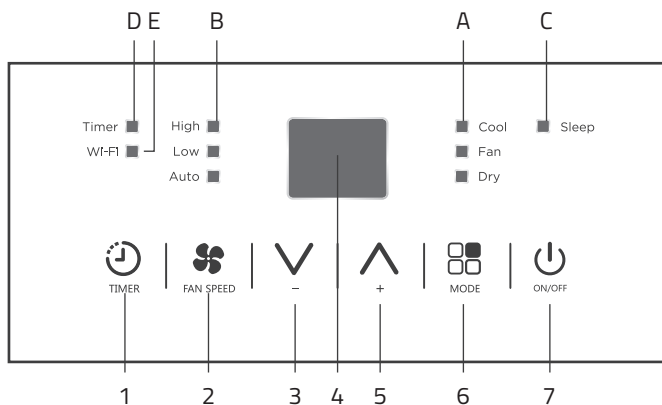 D E B A C
Timer High Cool Sleep
WI-FI Low Fan
Auto Dry
TIMER FAN SPEED - + MODE ON/OFF
1 2 3 4 5 6 7